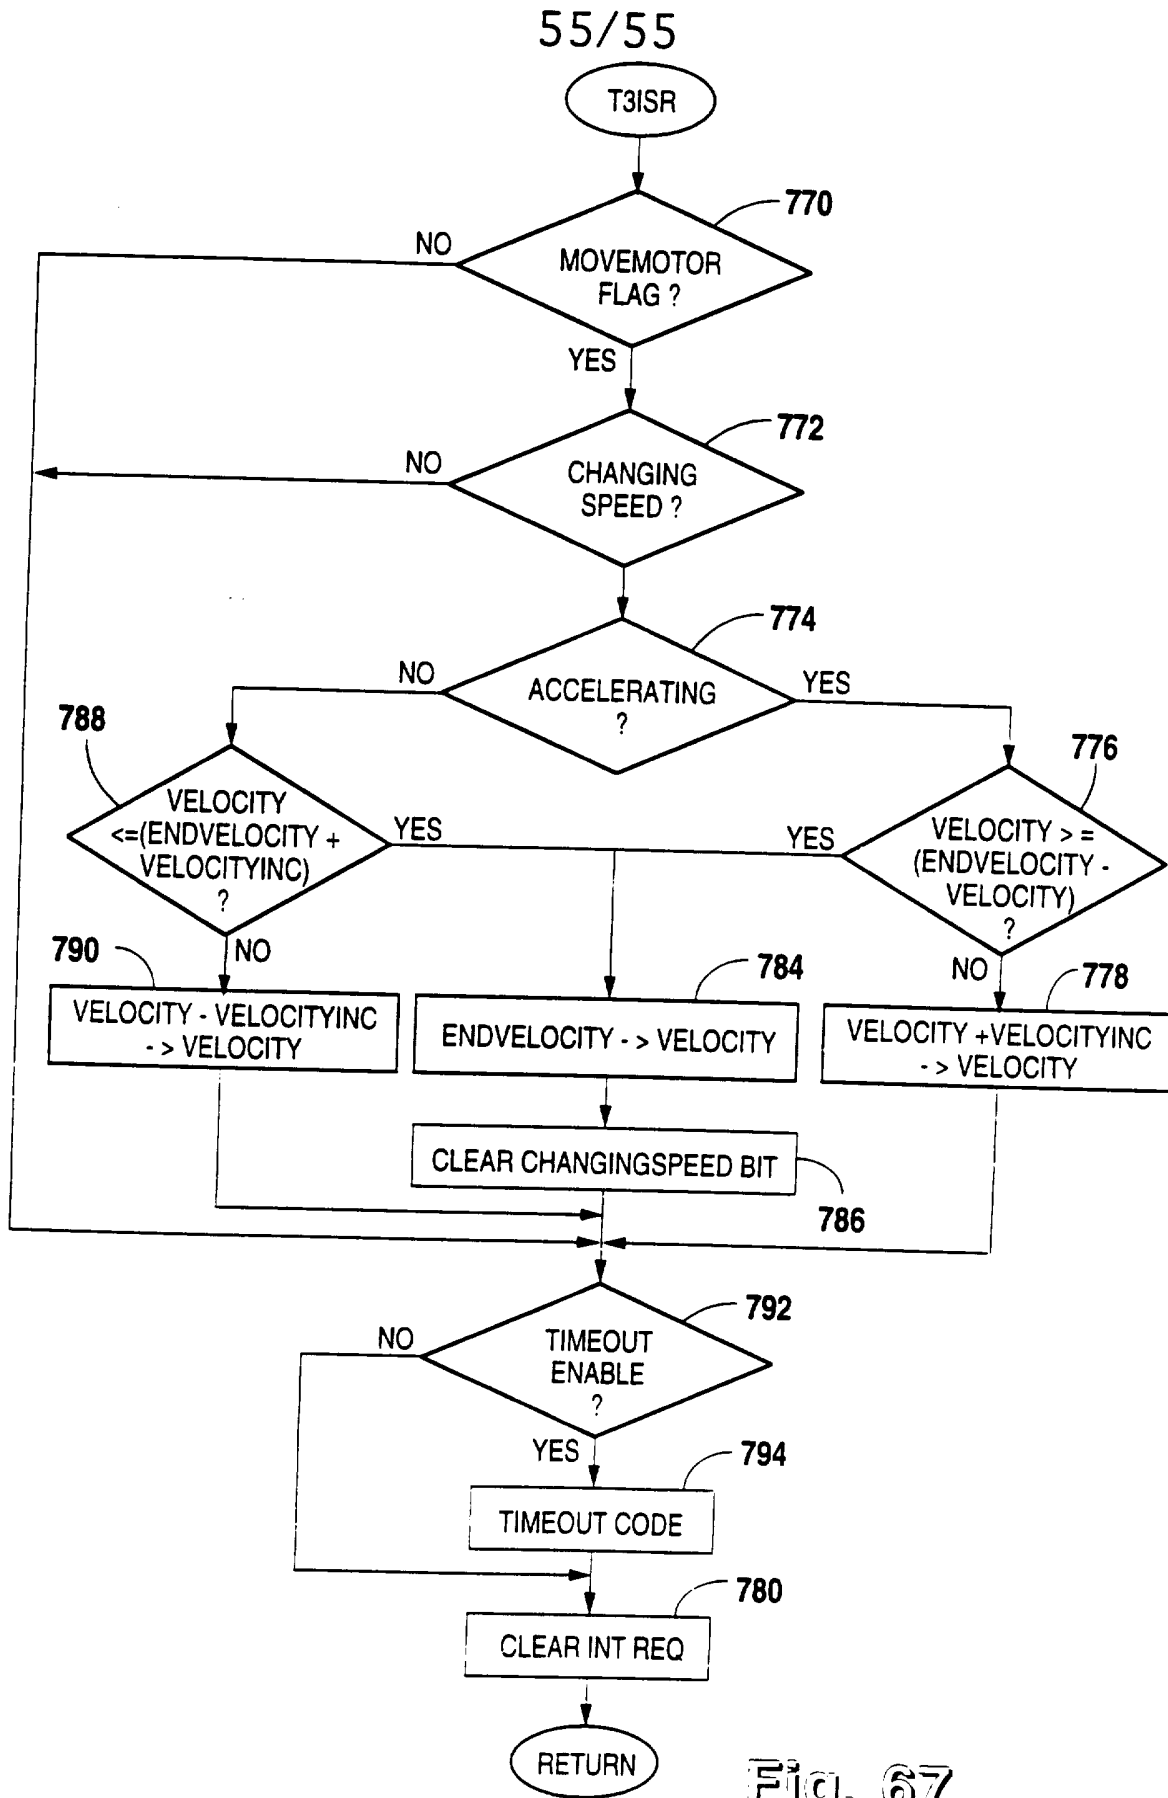 55/55
T3ISR
770
NO
MOVEMOTOR
FLAG ?
YES
772
NO
CHANGING
SPEED ?
774
NO
ACCELERATING
?
YES
788
VELOCITY
<=(ENDVELOCITY +
VELOCITYINC)
?
YES
NO
776
YES
VELOCITY >=
(ENDVELOCITY -
VELOCITY)
?
NO
790
VELOCITY - VELOCITYINC
- > VELOCITY
784
ENDVELOCITY - > VELOCITY
778
VELOCITY +VELOCITYINC
- > VELOCITY
CLEAR CHANGINGSPEED BIT
786
792
NO
TIMEOUT
ENABLE
?
YES
794
TIMEOUT CODE
780
CLEAR INT REQ
RETURN
Fig. 67